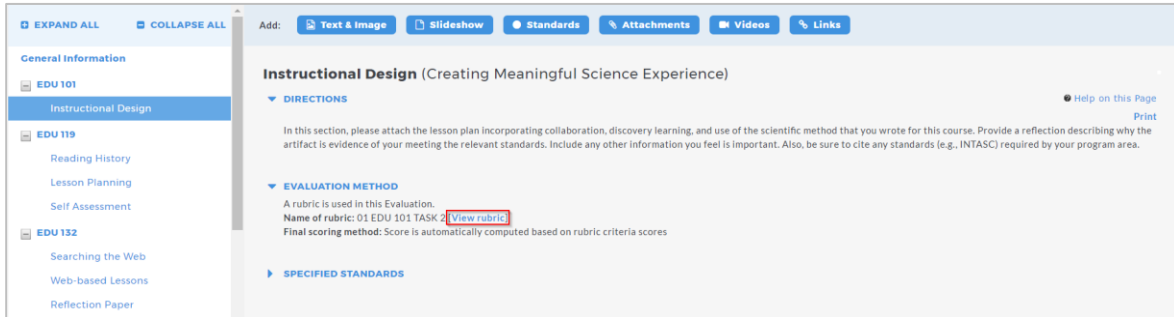 EXPAND ALL COLLAPSE ALL
General Information
EDU 101
Instructional Design
EDU 119
Reading History
Lesson Planning
Self Assessment
EDU 132
Searching the Web
Web-based Lessons
Reflection Paper
Add: Text & Image Slideshow Standards Attachments Videos Links
Instructional Design (Creating Meaningful Science Experience)
DIRECTIONS
Help on this Page
Print
In this section, please attach the lesson plan incorporating collaboration, discovery learning, and use of the scientific method that you wrote for this course. Provide a reflection describing why the
artifact is evidence of your meeting the relevant standards. Include any other information you feel is important. Also, be sure to cite any standards (e.g., INTASC) required by your program area.
EVALUATION METHOD
A rubric is used in this Evaluation.
Name of rubric: 01 EDU 101 TASK 2 [View rubric]
Final scoring method: Score is automatically computed based on rubric criteria scores
SPECIFIED STANDARDS